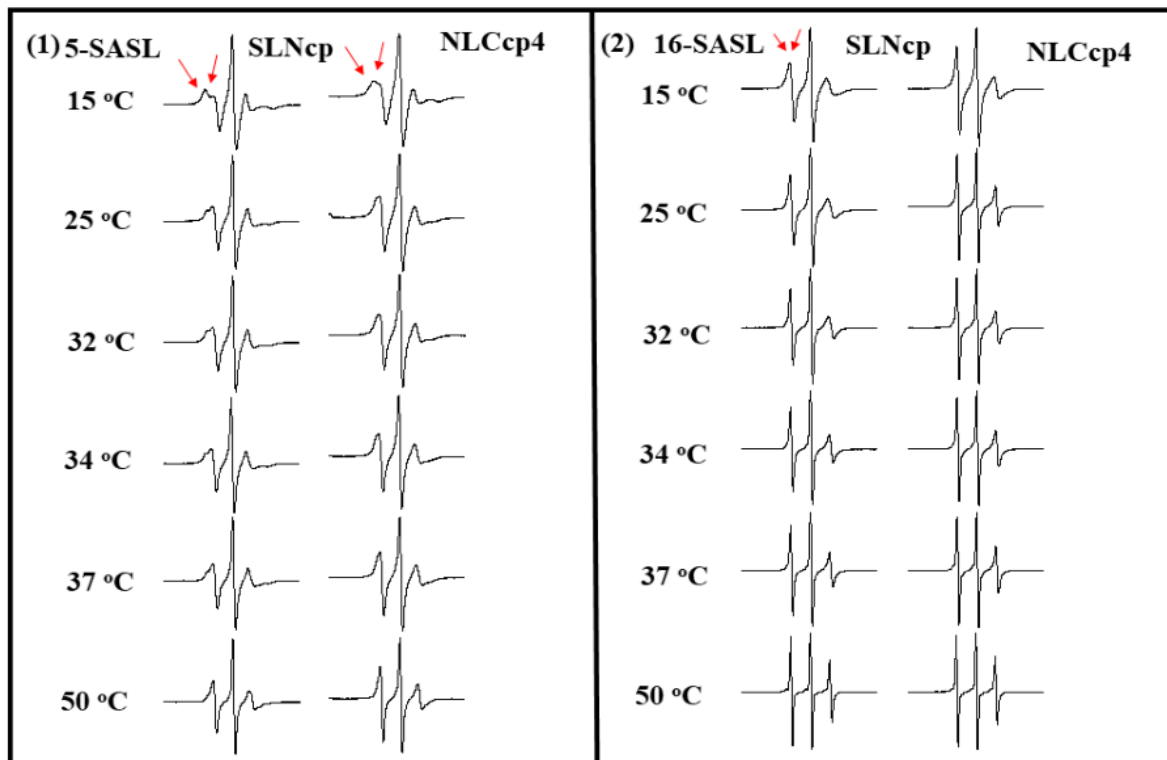 (1) 5-SASL SLNcp NLCcp4
15 °C
25 °C
32 °C
34 °C
37 °C
50 °C
(2) 16-SASL SLNcp NLCcp4
15 °C
25 °C
32 °C
34 °C
37 °C
50 °C